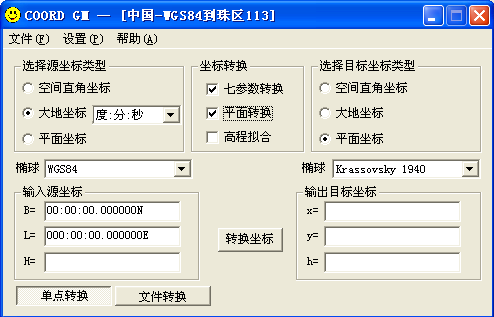 COORD GM — [中国-WGS84到珠区113]
文件(F) 设置(P) 帮助(A)
选择源坐标类型 坐标转换 选择目标坐标类型
空间直角坐标 七参数转换 空间直角坐标
大地坐标 度:分:秒 平面转换 大地坐标
平面坐标 高程拟合 平面坐标
椭球 WGS84 椭球 Krassovsky 1940
输入源坐标 输出目标坐标
B= 00:00:00.000000N x=
L= 000:00:00.000000E 转换坐标 y=
H= h=
单点转换 文件转换